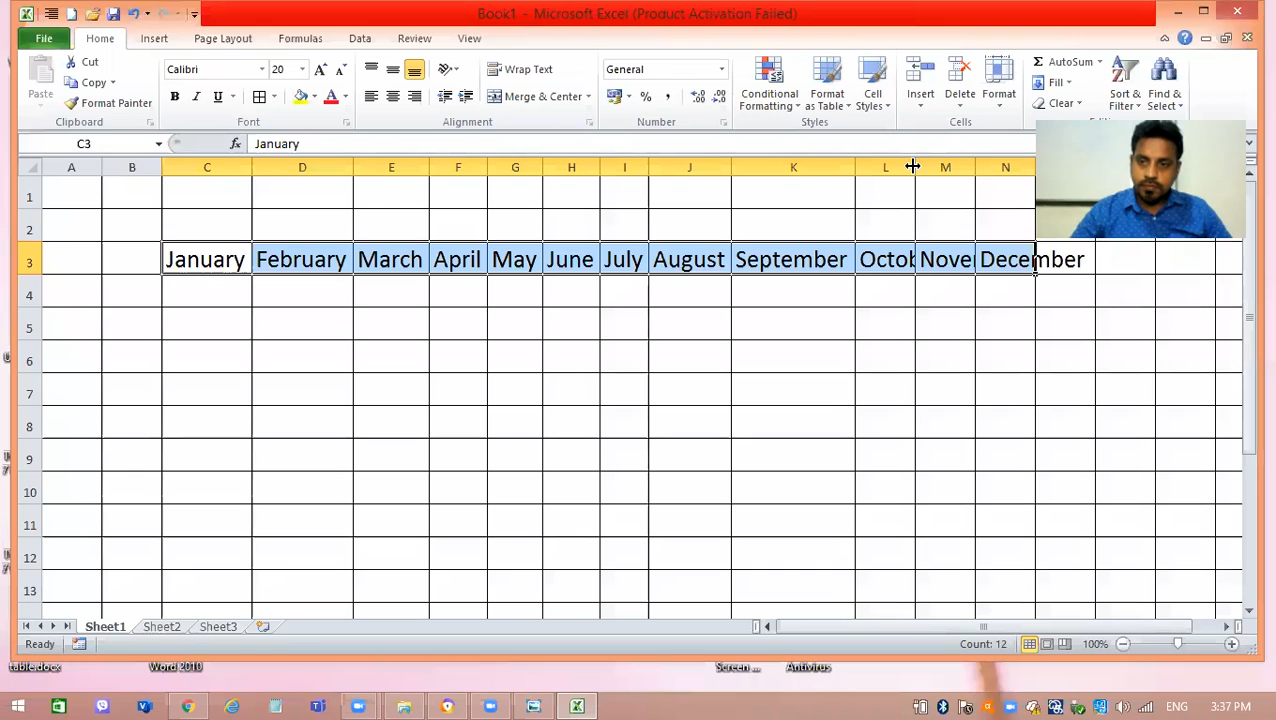 Book1 - Microsoft Excel (Product Activation Failed)
File Home Insert Page Layout Formulas Data Review View
Paste Cut Copy Format Painter Clipboard
Calibri 20 B I U Font
Wrap Text Merge & Center Alignment
General % , Number
Conditional Formatting Format as Table Cell Styles Styles
Insert Delete Format Cells
AutoSum Fill Clear Sort & Filter Find & Select
C3 fx January
A B C D E F G H I J K L M N
1
2
3 January February March April May June July August September Octob Nover December
4
5
6
7
8
9
10
11
12
13
Sheet1 Sheet2 Sheet3
Ready Count: 12 100%
table.docx Word 2010 Screen ... Antivirus
ENG 3:37 PM